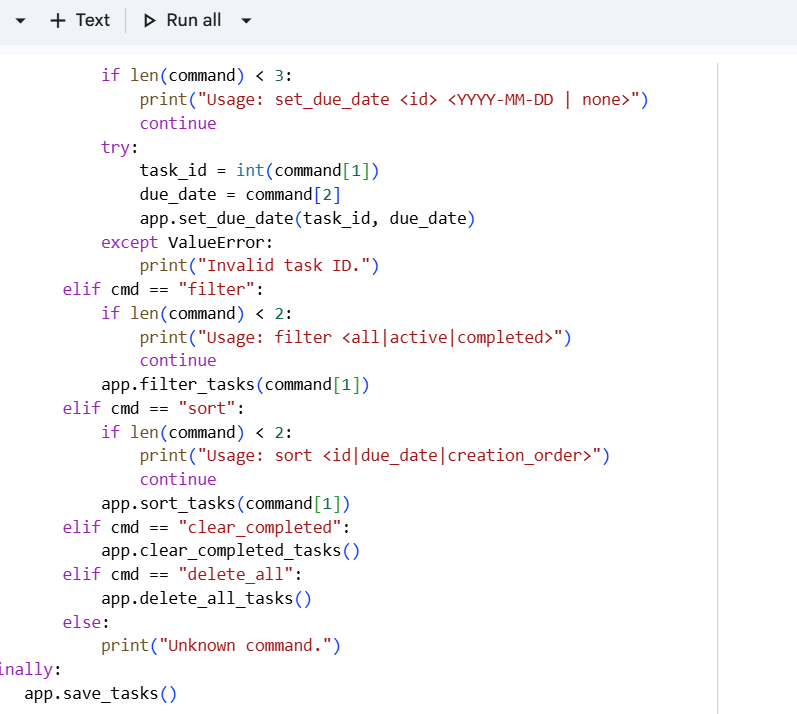 + Text Run all
if len(command) < 3:
print("Usage: set_due_date <id> <YYYY-MM-DD | none>")
continue
try:
task_id = int(command[1])
due_date = command[2]
app.set_due_date(task_id, due_date)
except ValueError:
print("Invalid task ID.")
elif cmd == "filter":
if len(command) < 2:
print("Usage: filter <all|active|completed>")
continue
app.filter_tasks(command[1])
elif cmd == "sort":
if len(command) < 2:
print("Usage: sort <id|due_date|creation_order>")
continue
app.sort_tasks(command[1])
elif cmd == "clear_completed":
app.clear_completed_tasks()
elif cmd == "delete_all":
app.delete_all_tasks()
else:
print("Unknown command.")
inally:
app.save_tasks()